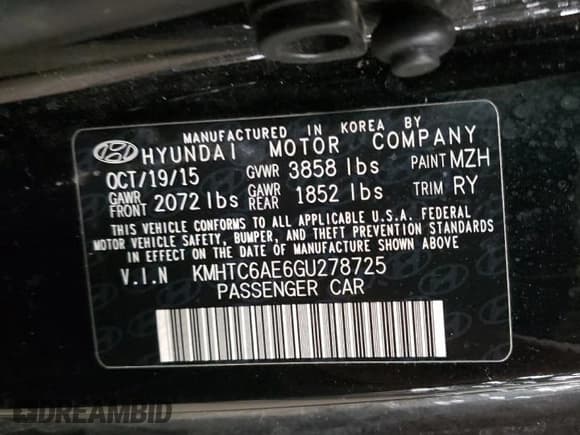 MANUFACTURED IN KOREA BY
HYUNDAI MOTOR COMPANY
OCT/19/15 GVWR 3858 lbs PAINT MZH
GAWR FRONT 2072 lbs GAWR REAR 1852 lbs TRIM RY
THIS VEHICLE CONFORMS TO ALL APPLICABLE U.S.A. FEDERAL
MOTOR VEHICLE SAFETY, BUMPER, AND THEFT PREVENTION STANDARDS
IN EFFECT ON THE DATE OF MANUFACTURE SHOWN ABOVE.
V.I.N KMHTC6AE6GU278725
PASSENGER CAR
DREAMBID